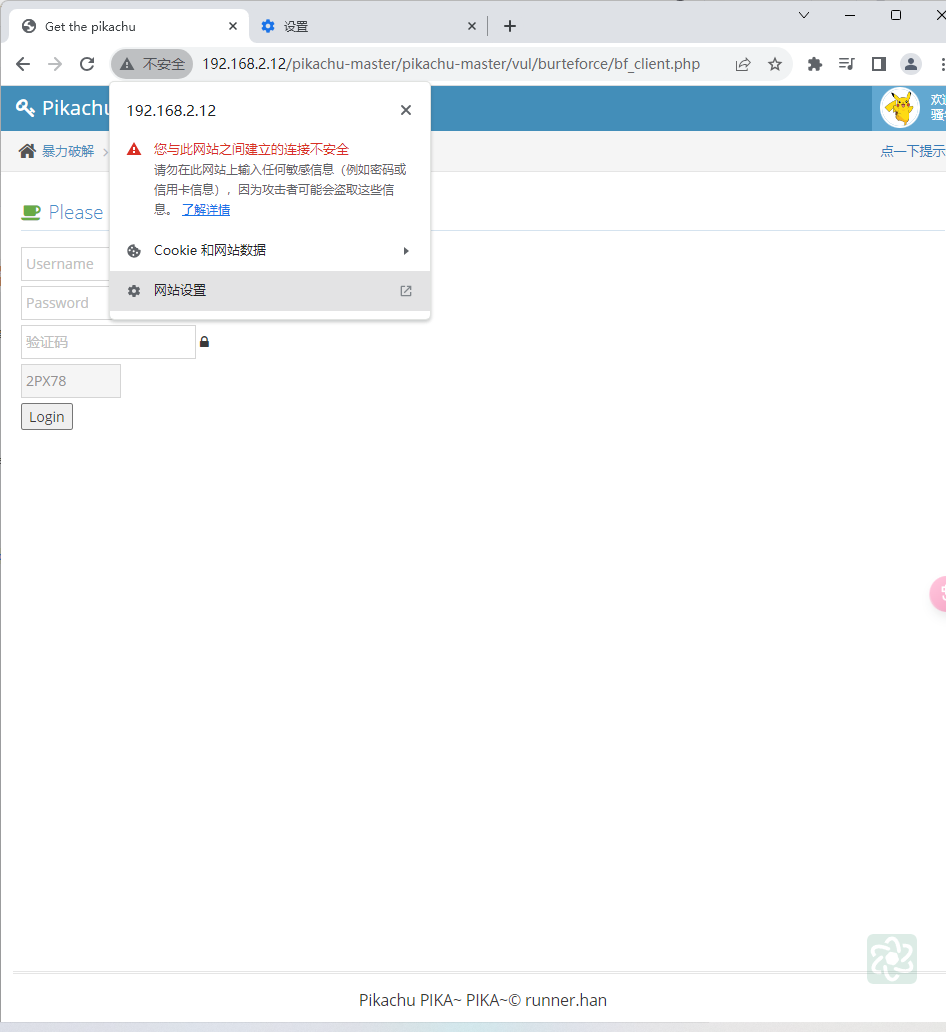 Get the pikachu
设置
不安全
192.168.2.12/pikachu-master/pikachu-master/vul/burteforce/bf_client.php
192.168.2.12
您与此网站之间建立的连接不安全
请勿在此网站上输入任何敏感信息（例如密码或
信用卡信息），因为攻击者可能会盗取这些信
息。 了解详情
Cookie 和网站数据
网站设置
Pikachu
暴力破解
点一下提示
Please
Username
Password
验证码
2PX78
Login
Pikachu PIKA~ PIKA~© runner.han